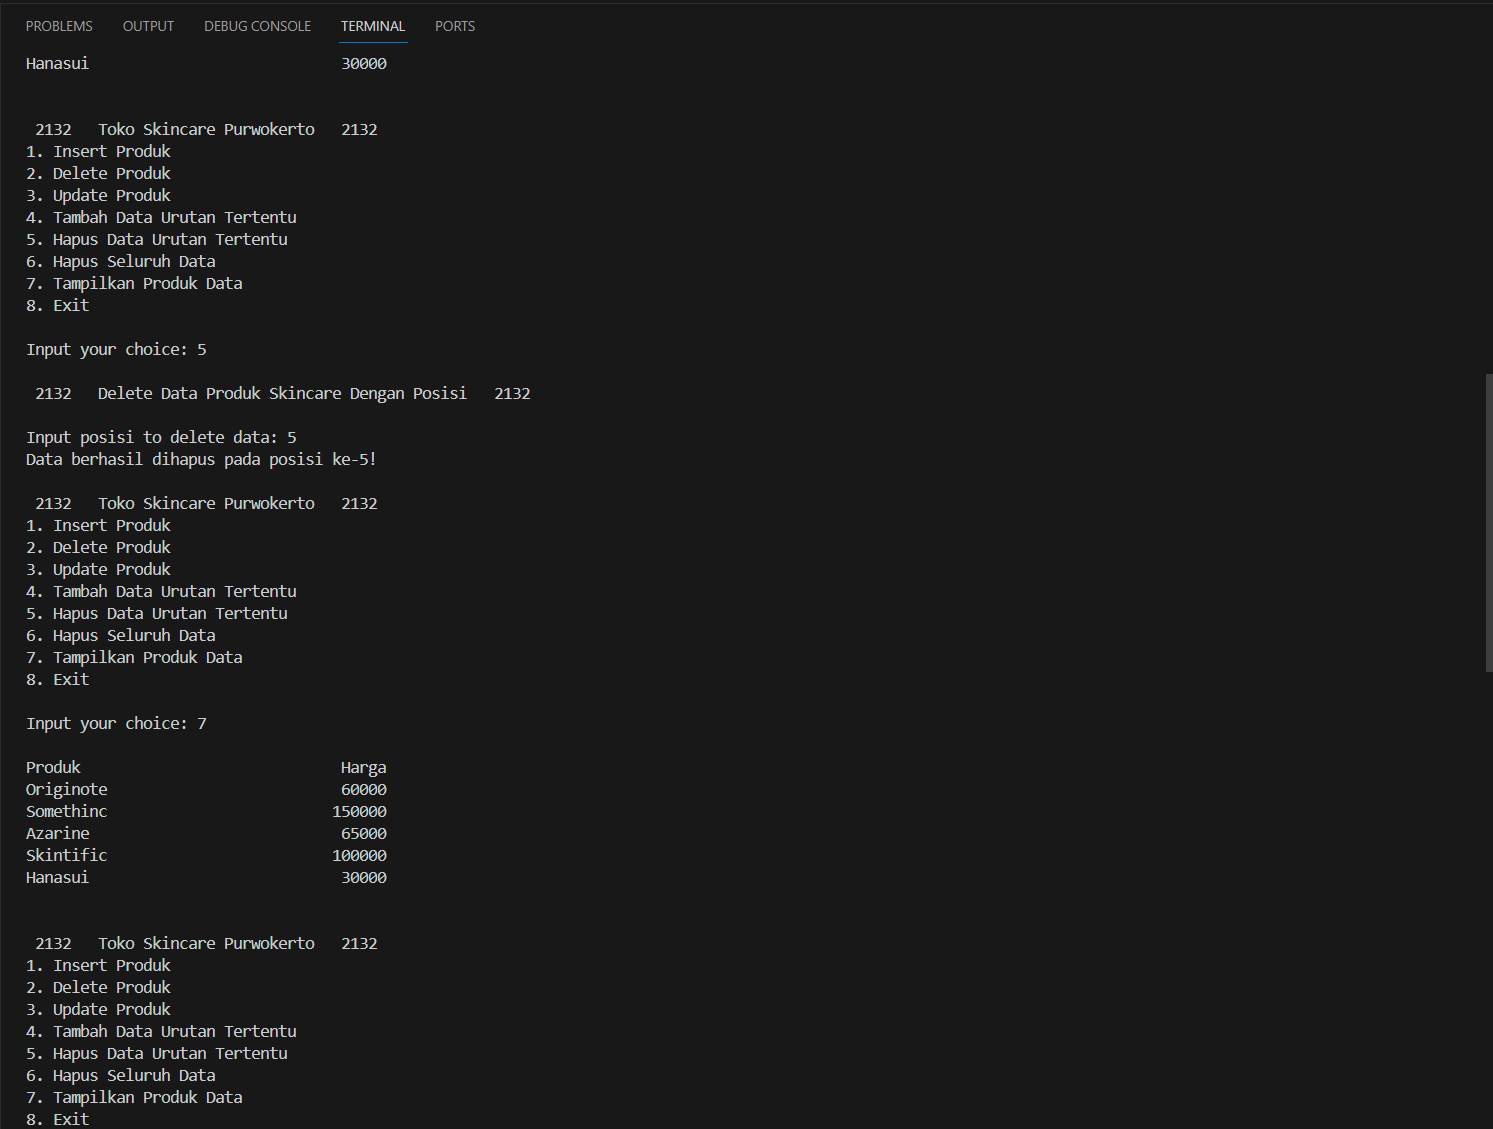 PROBLEMS OUTPUT DEBUG CONSOLE TERMINAL PORTS
Hanasui 30000
2132 Toko Skincare Purwokerto 2132
1. Insert Produk
2. Delete Produk
3. Update Produk
4. Tambah Data Urutan Tertentu
5. Hapus Data Urutan Tertentu
6. Hapus Seluruh Data
7. Tampilkan Produk Data
8. Exit
Input your choice: 5
2132 Delete Data Produk Skincare Dengan Posisi 2132
Input posisi to delete data: 5
Data berhasil dihapus pada posisi ke-5!
2132 Toko Skincare Purwokerto 2132
1. Insert Produk
2. Delete Produk
3. Update Produk
4. Tambah Data Urutan Tertentu
5. Hapus Data Urutan Tertentu
6. Hapus Seluruh Data
7. Tampilkan Produk Data
8. Exit
Input your choice: 7
Produk Harga
Originote 60000
Somethinc 150000
Azarine 65000
Skintific 100000
Hanasui 30000
2132 Toko Skincare Purwokerto 2132
1. Insert Produk
2. Delete Produk
3. Update Produk
4. Tambah Data Urutan Tertentu
5. Hapus Data Urutan Tertentu
6. Hapus Seluruh Data
7. Tampilkan Produk Data
8. Exit